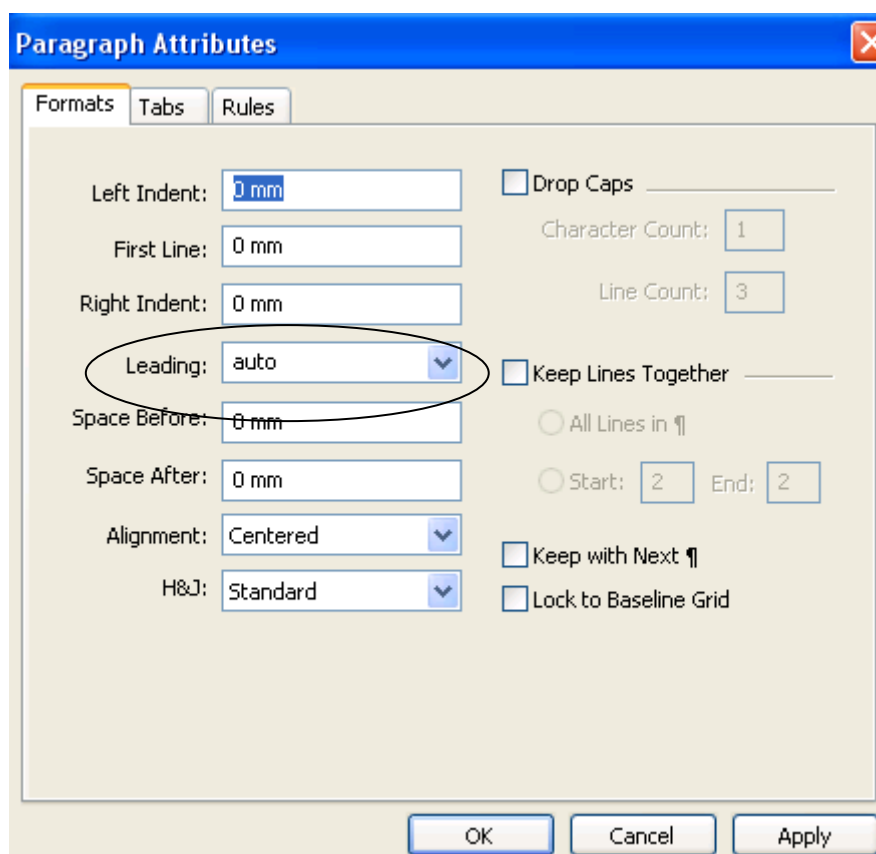 Paragraph Attributes
Formats
Tabs
Rules
Left Indent: 0 mm
First Line: 0 mm
Right Indent: 0 mm
Leading: auto
Space Before: 0 mm
Space After: 0 mm
Alignment: Centered
H&J: Standard
Drop Caps
Character Count: 1
Line Count: 3
Keep Lines Together
All Lines in ¶
Start: 2 End: 2
Keep with Next ¶
Lock to Baseline Grid
OK
Cancel
Apply